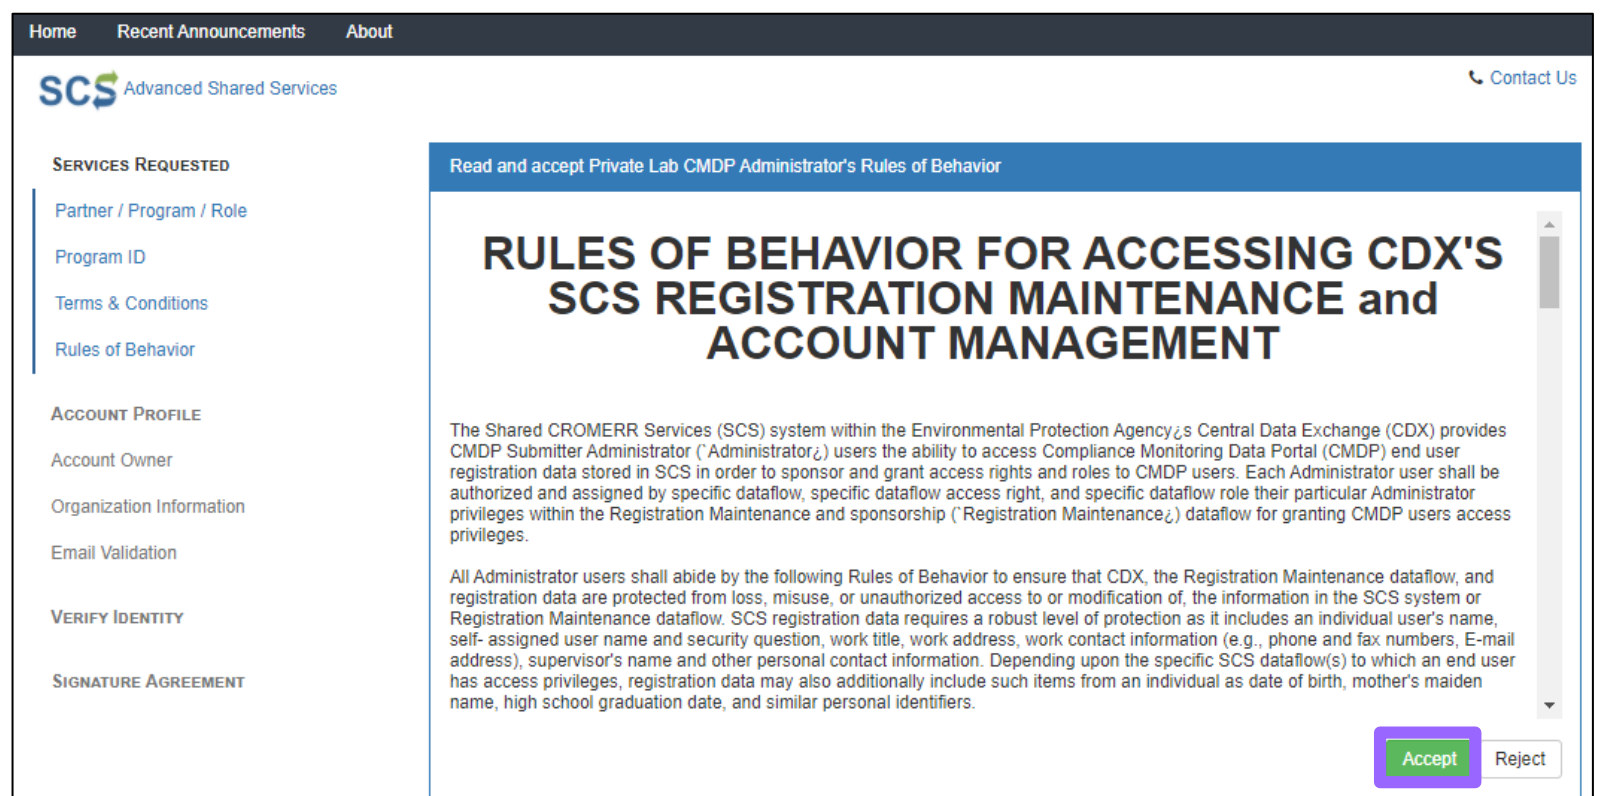 Home Recent Announcements About
SCS Advanced Shared Services
Contact Us
SERVICES REQUESTED
Partner / Program / Role
Program ID
Terms & Conditions
Rules of Behavior
ACCOUNT PROFILE
Account Owner
Organization Information
Email Validation
VERIFY IDENTITY
SIGNATURE AGREEMENT
Read and accept Private Lab CMDP Administrator's Rules of Behavior
RULES OF BEHAVIOR FOR ACCESSING CDX'S
SCS REGISTRATION MAINTENANCE and
ACCOUNT MANAGEMENT
The Shared CROMERR Services (SCS) system within the Environmental Protection Agency¿s Central Data Exchange (CDX) provides
CMDP Submitter Administrator (`Administrator¿) users the ability to access Compliance Monitoring Data Portal (CMDP) end user
registration data stored in SCS in order to sponsor and grant access rights and roles to CMDP users. Each Administrator user shall be
authorized and assigned by specific dataflow, specific dataflow access right, and specific dataflow role their particular Administrator
privileges within the Registration Maintenance and sponsorship (`Registration Maintenance¿) dataflow for granting CMDP users access
privileges.
All Administrator users shall abide by the following Rules of Behavior to ensure that CDX, the Registration Maintenance dataflow, and
registration data are protected from loss, misuse, or unauthorized access to or modification of, the information in the SCS system or
Registration Maintenance dataflow. SCS registration data requires a robust level of protection as it includes an individual user's name,
self- assigned user name and security question, work title, work address, work contact information (e.g., phone and fax numbers, E-mail
address), supervisor's name and other personal contact information. Depending upon the specific SCS dataflow(s) to which an end user
has access privileges, registration data may also additionally include such items from an individual as date of birth, mother's maiden
name, high school graduation date, and similar personal identifiers.
Accept Reject